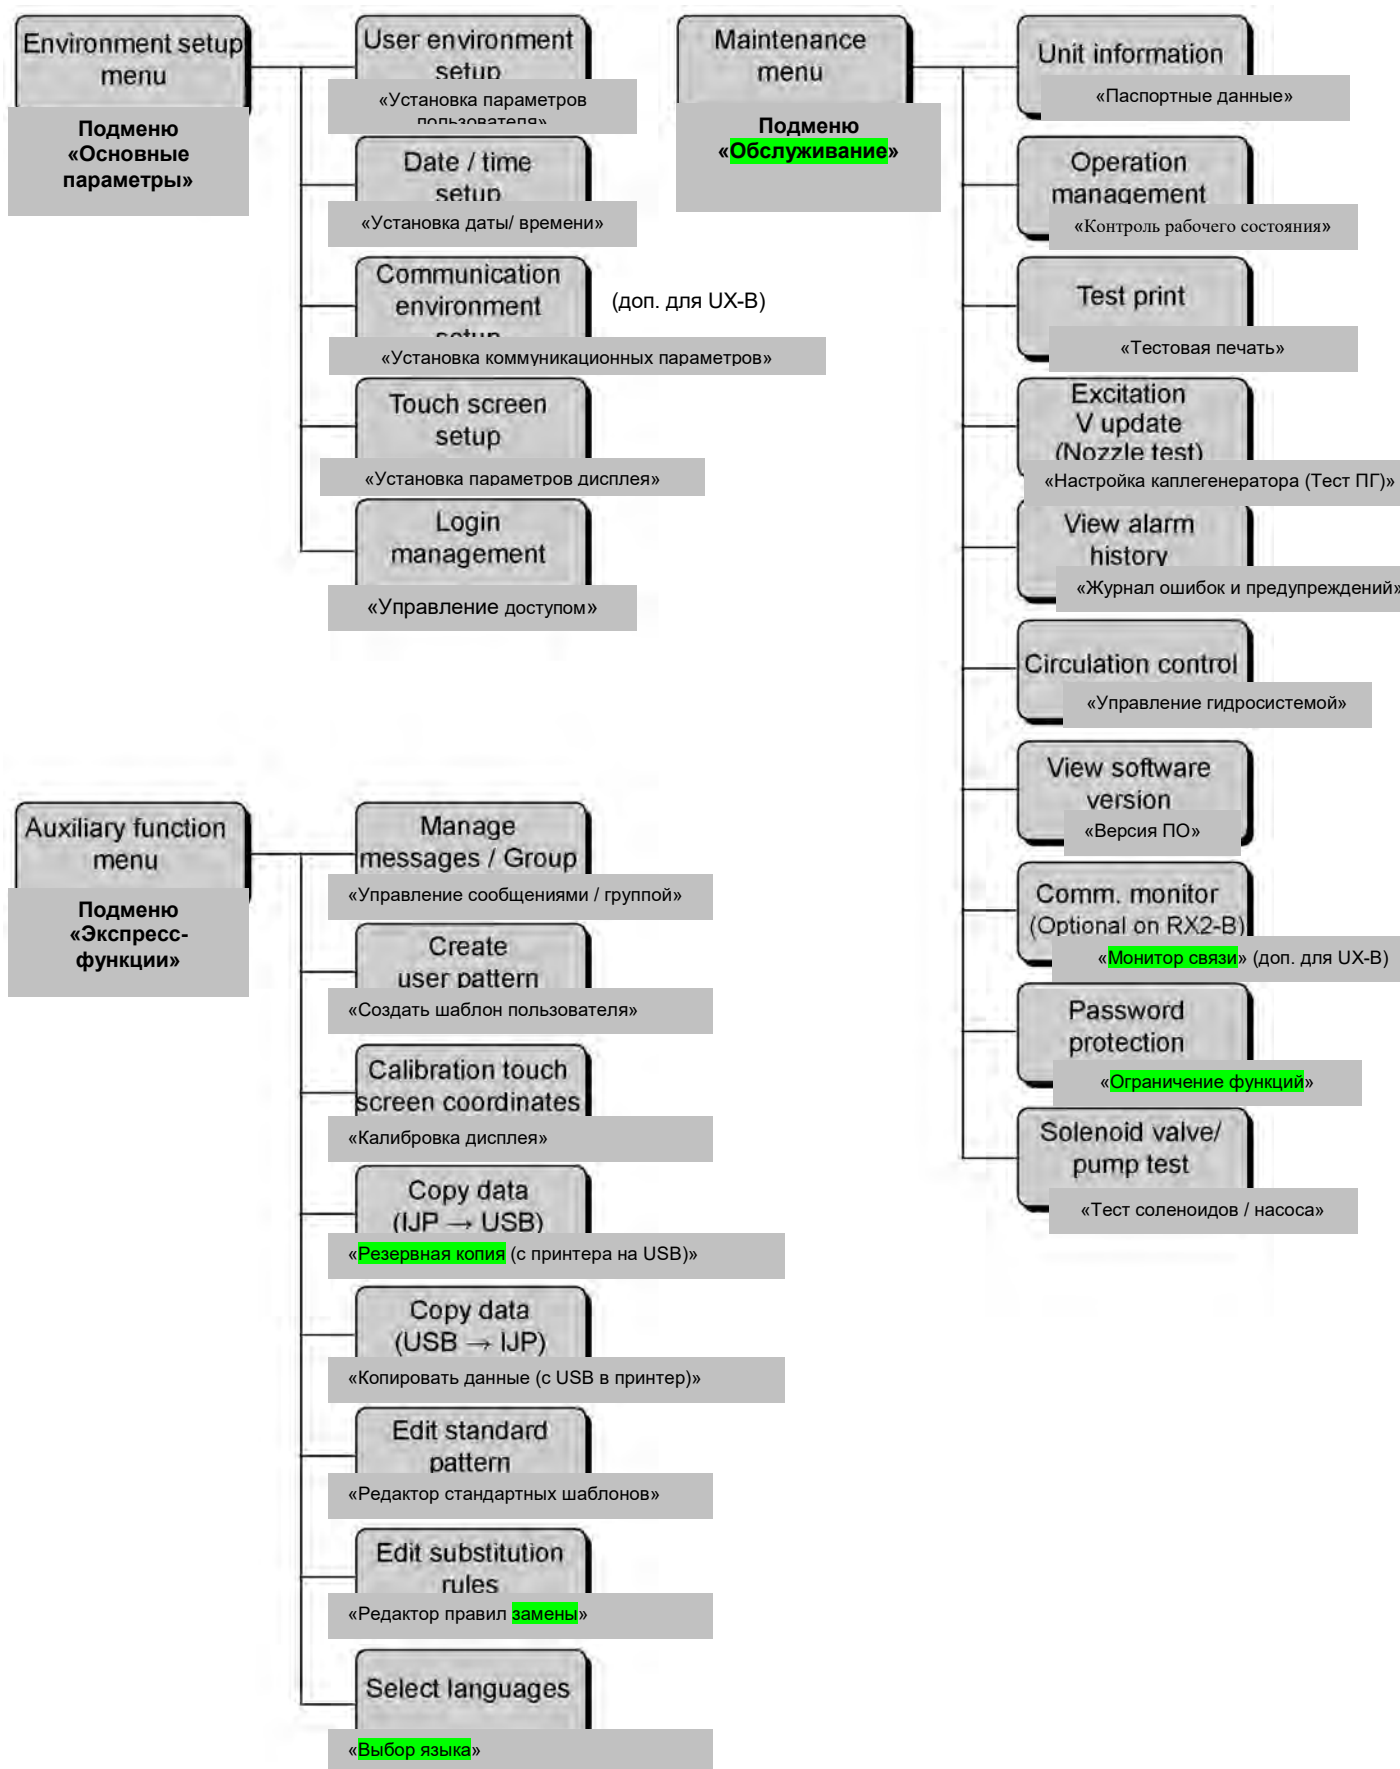 Environment setup
menu
Подменю
«Основные
параметры»
User environment
setup
«Установка параметров
пользователя»
Date / time
setup
«Установка даты/ времени»
Communication
environment
setup
(доп. для UX-B)
«Установка коммуникационных параметров»
Touch screen
setup
«Установка параметров дисплея»
Login
management
«Управление доступом»
Maintenance
menu
Подменю
«Обслуживание»
Unit information
«Паспортные данные»
Operation
management
«Контроль рабочего состояния»
Test print
«Тестовая печать»
Excitation
V update
(Nozzle test)
«Настройка каплегенератора (Тест ПГ)»
View alarm
history
«Журнал ошибок и предупреждений»
Circulation control
«Управление гидросистемой»
View software
version
«Версия ПО»
Comm. monitor
(Optional on RX2-B)
«Монитор связи» (доп. для UX-B)
Password
protection
«Ограничение функций»
Solenoid valve/
pump test
«Тест соленоидов / насоса»
Auxiliary function
menu
Подменю
«Экспресс-
функции»
Manage
messages / Group
«Управление сообщениями / группой»
Create
user pattern
«Создать шаблон пользователя»
Calibration touch
screen coordinates
«Калибровка дисплея»
Copy data
(IJP → USB)
«Резервная копия (с принтера на USB)»
Copy data
(USB → IJP)
«Копировать данные (с USB в принтер)»
Edit standard
pattern
«Редактор стандартных шаблонов»
Edit substitution
rules
«Редактор правил замены»
Select languages
«Выбор языка»